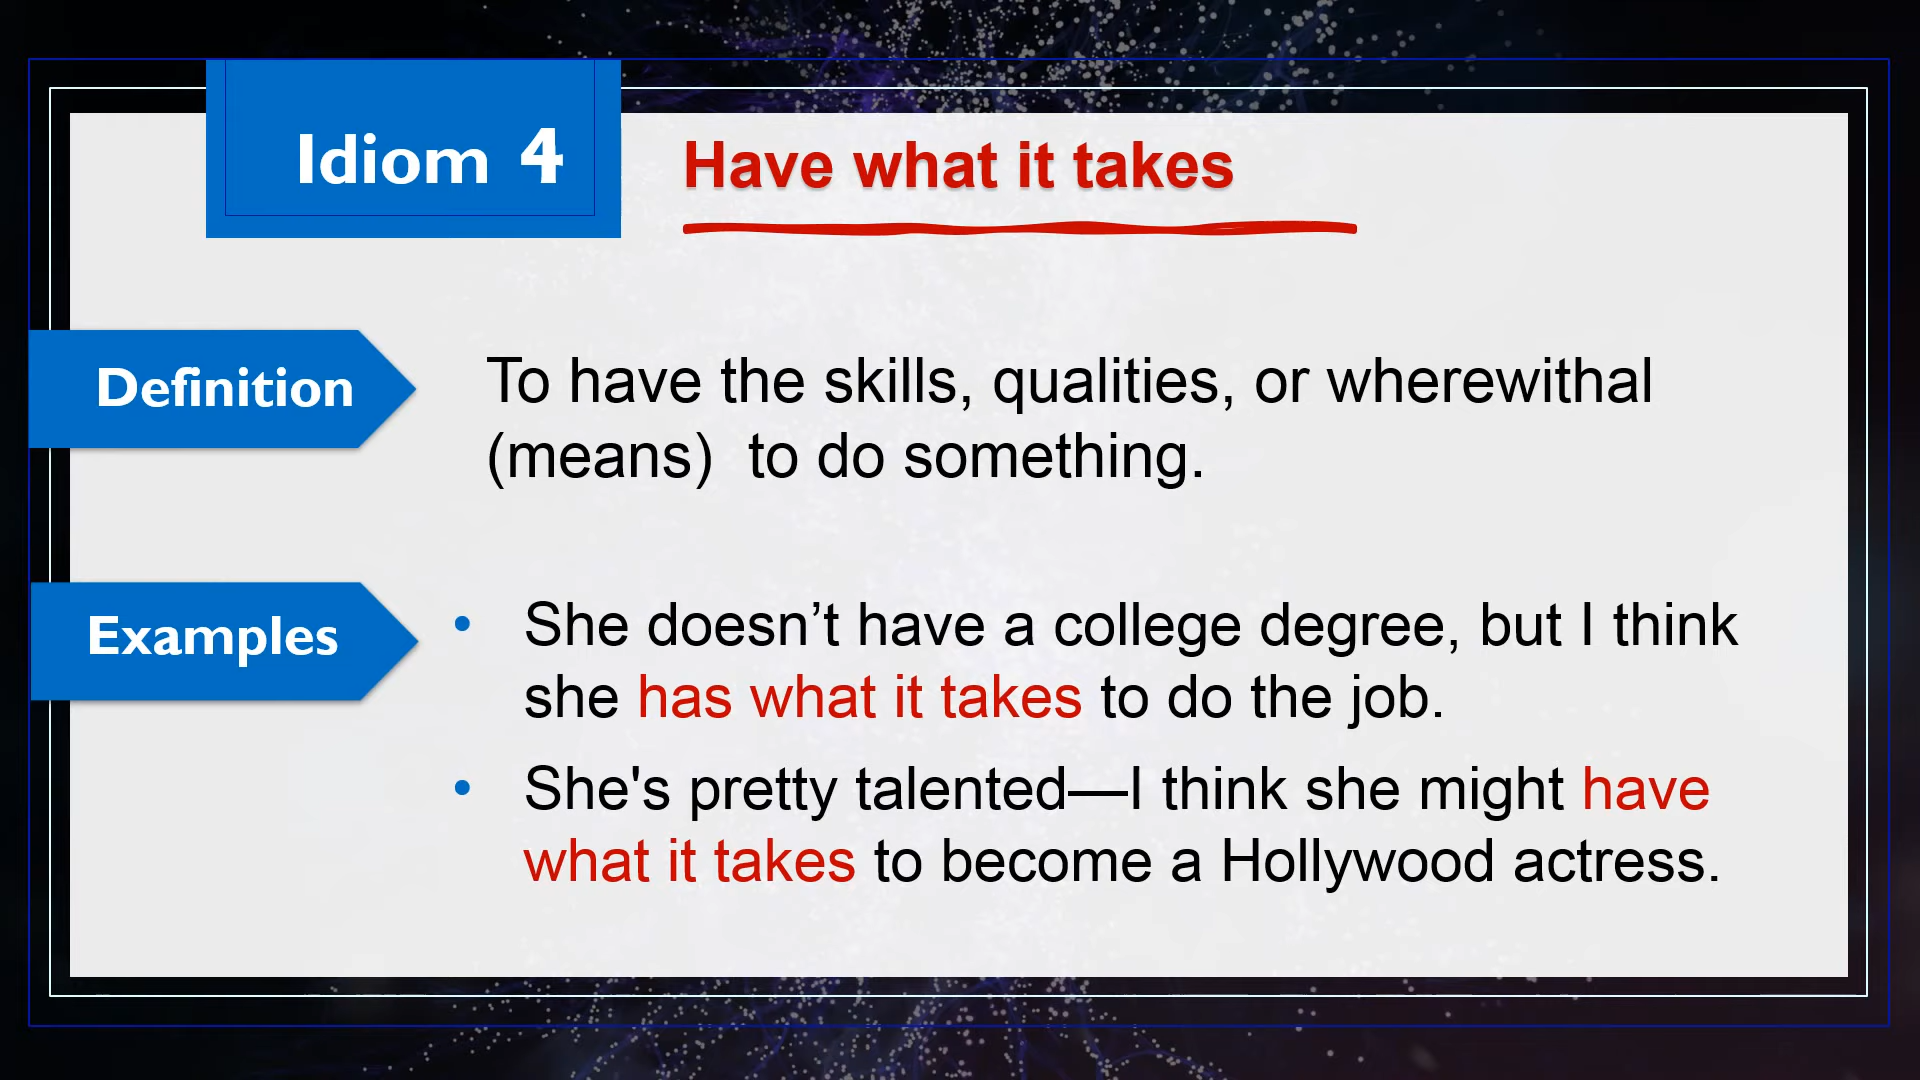 Idiom 4
Have what it takes
Definition
To have the skills, qualities, or wherewithal
(means)  to do something.
Examples
• She doesn’t have a college degree, but I think
she has what it takes to do the job.
• She's pretty talented—I think she might have
what it takes to become a Hollywood actress.